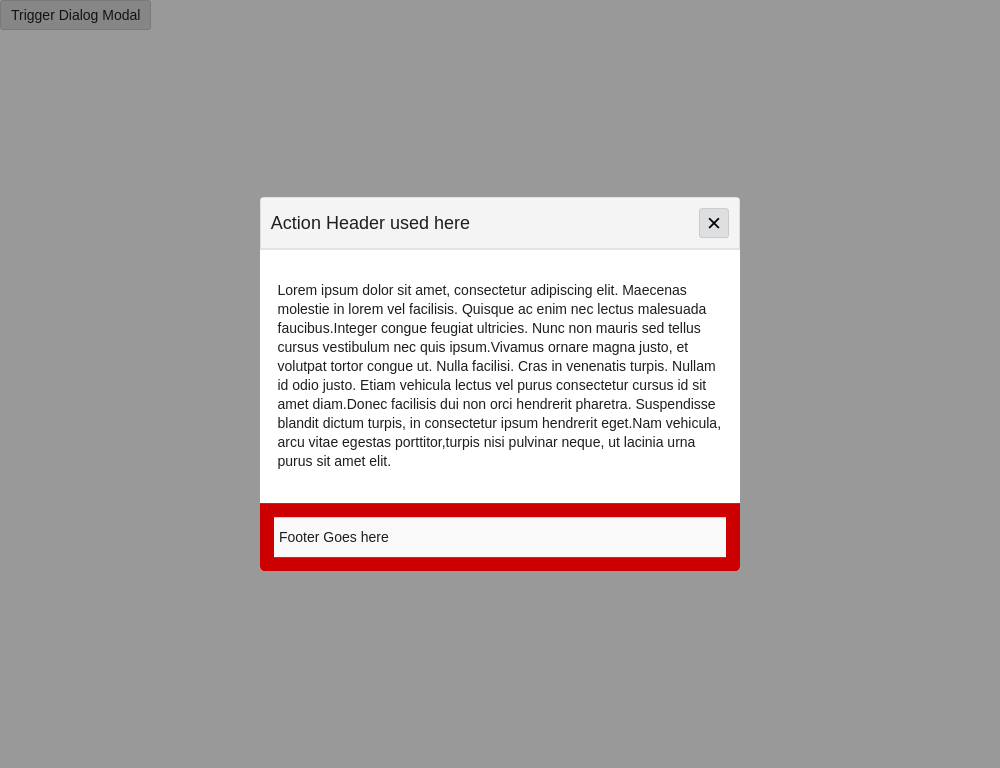 Trigger Dialog Modal
Action Header used here
Lorem ipsum dolor sit amet, consectetur adipiscing elit. Maecenas
molestie in lorem vel facilisis. Quisque ac enim nec lectus malesuada
faucibus.Integer congue feugiat ultricies. Nunc non mauris sed tellus
cursus vestibulum nec quis ipsum.Vivamus ornare magna justo, et
volutpat tortor congue ut. Nulla facilisi. Cras in venenatis turpis. Nullam
id odio justo. Etiam vehicula lectus vel purus consectetur cursus id sit
amet diam.Donec facilisis dui non orci hendrerit pharetra. Suspendisse
blandit dictum turpis, in consectetur ipsum hendrerit eget.Nam vehicula,
arcu vitae egestas porttitor,turpis nisi pulvinar neque, ut lacinia urna
purus sit amet elit.
Footer Goes here